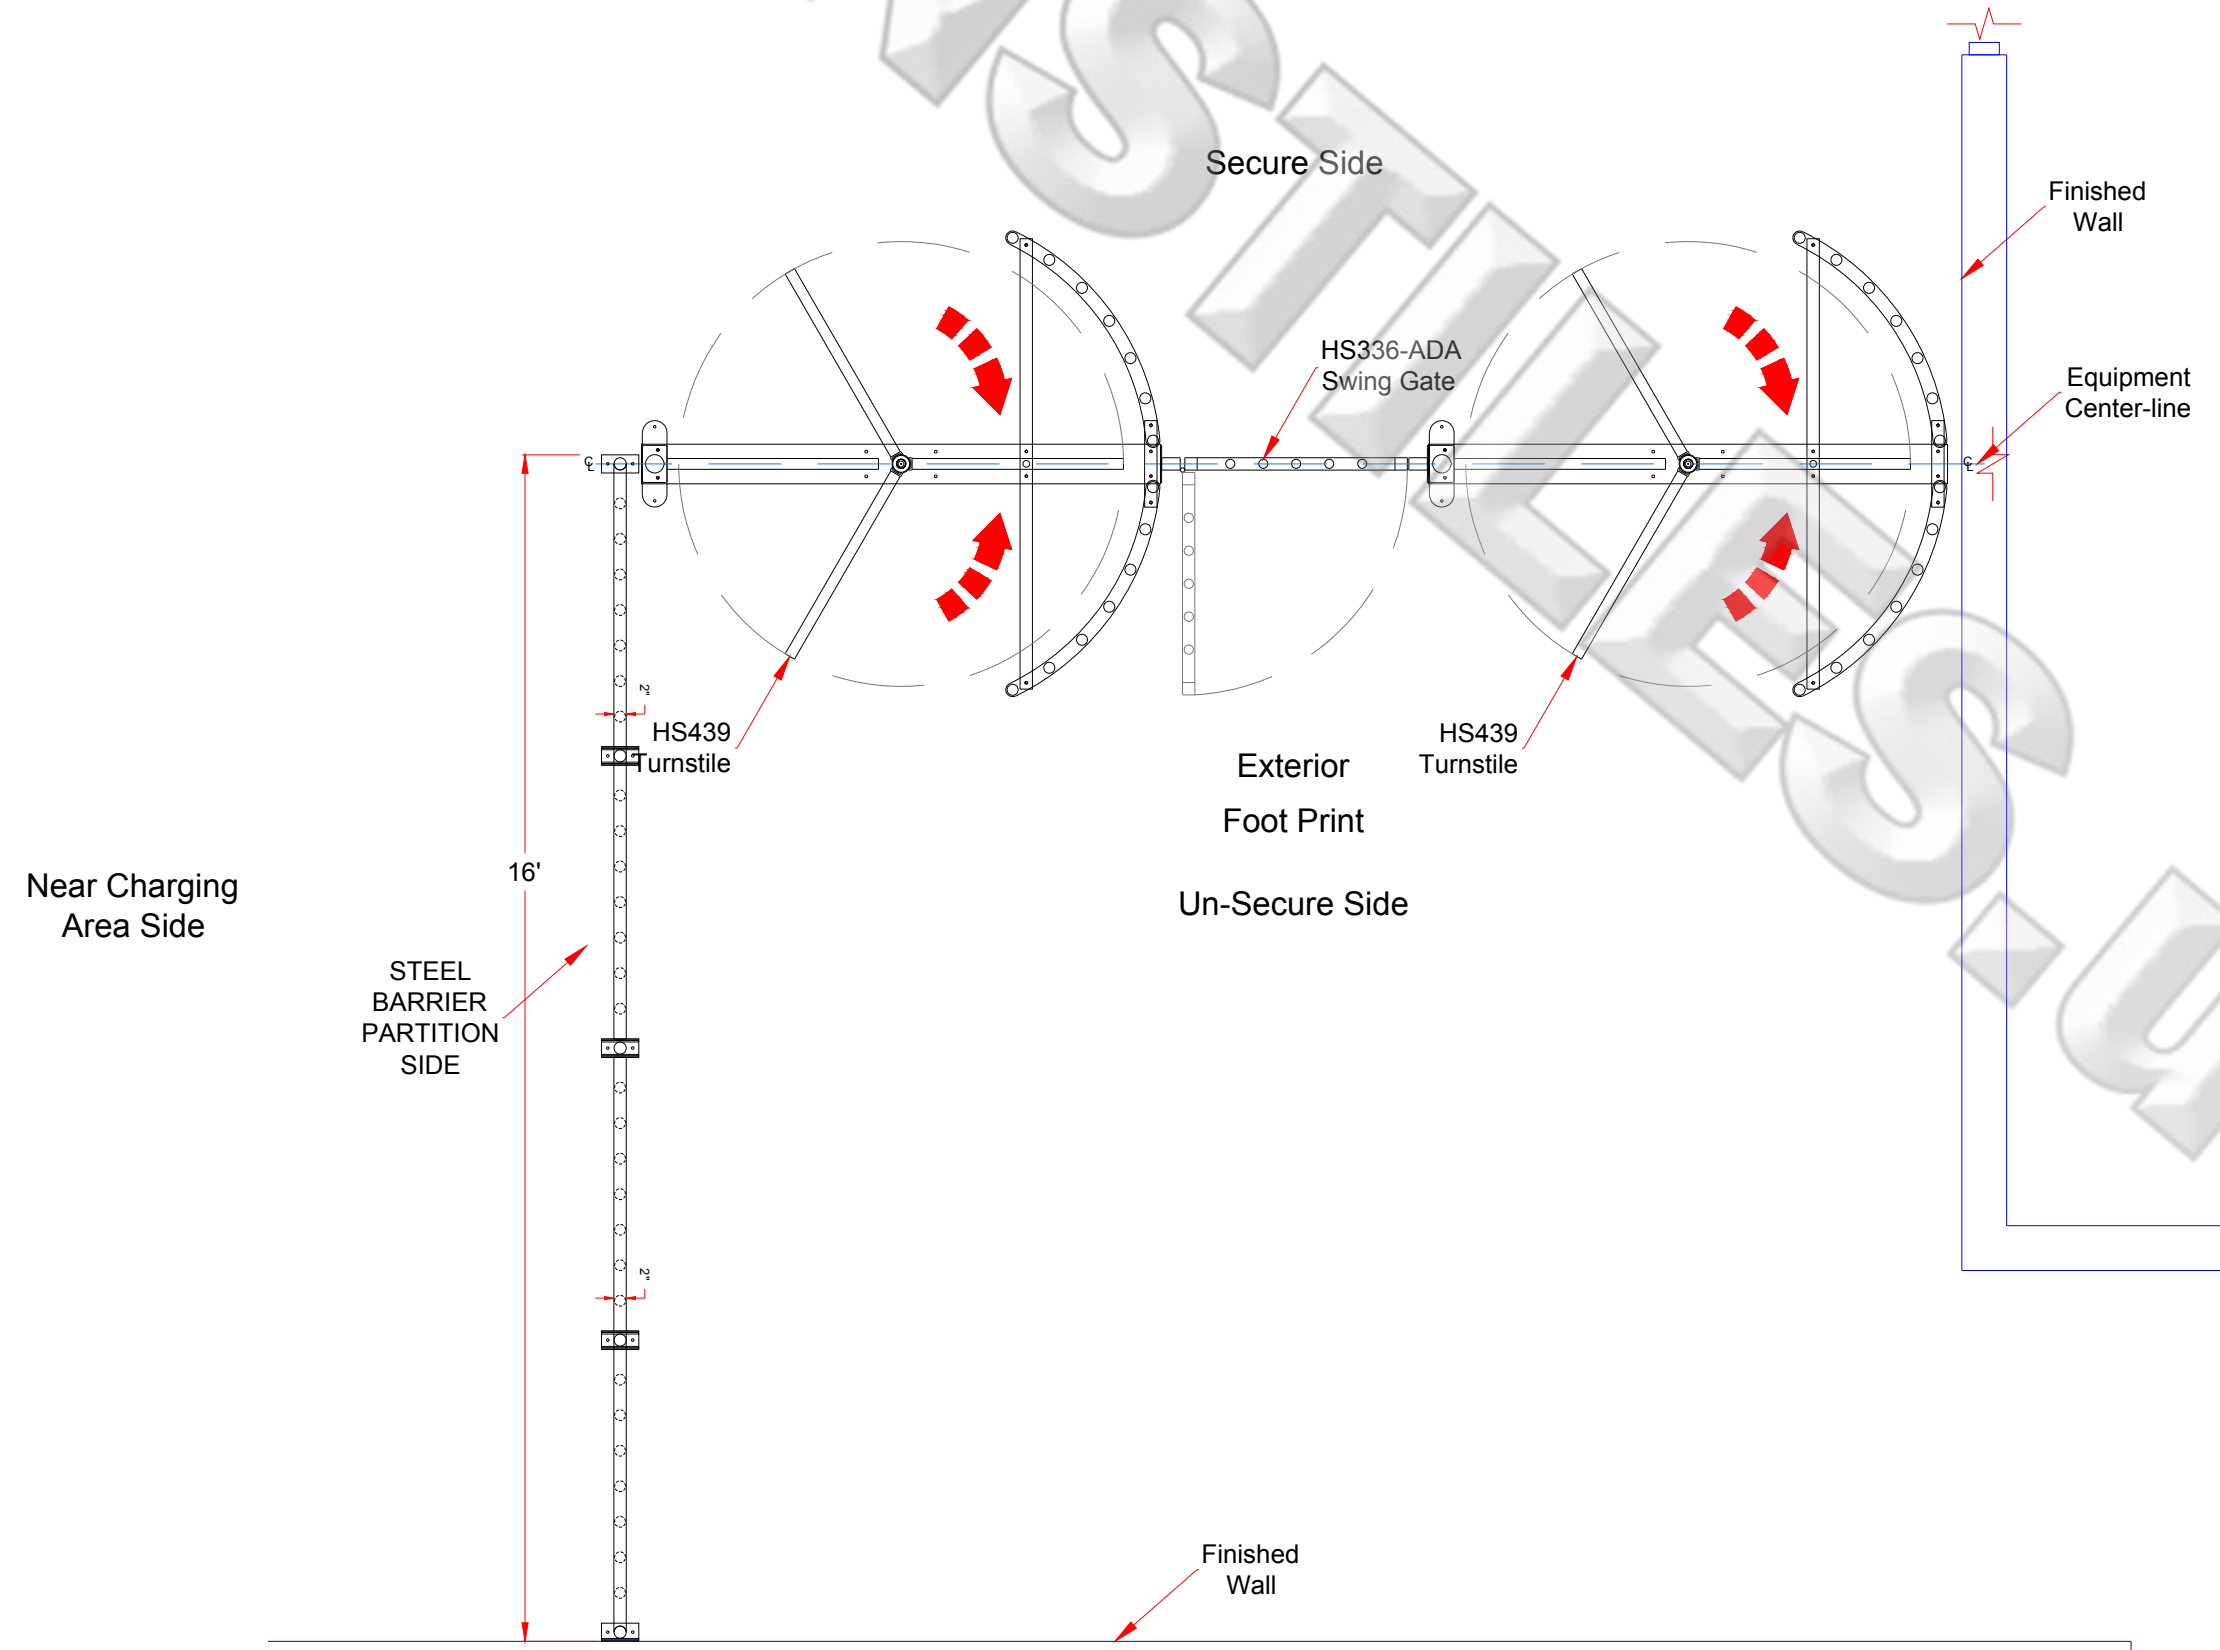 Secure Side
Finished
Wall
HS336-ADA
Swing Gate
Equipment
Center-line
℄
℄
2"
HS439
Turnstile
HS439
Turnstile
Exterior
Foot Print
Un-Secure Side
16'
Near Charging
Area Side
STEEL
BARRIER
PARTITION
SIDE
2"
Finished
Wall
STILES.u